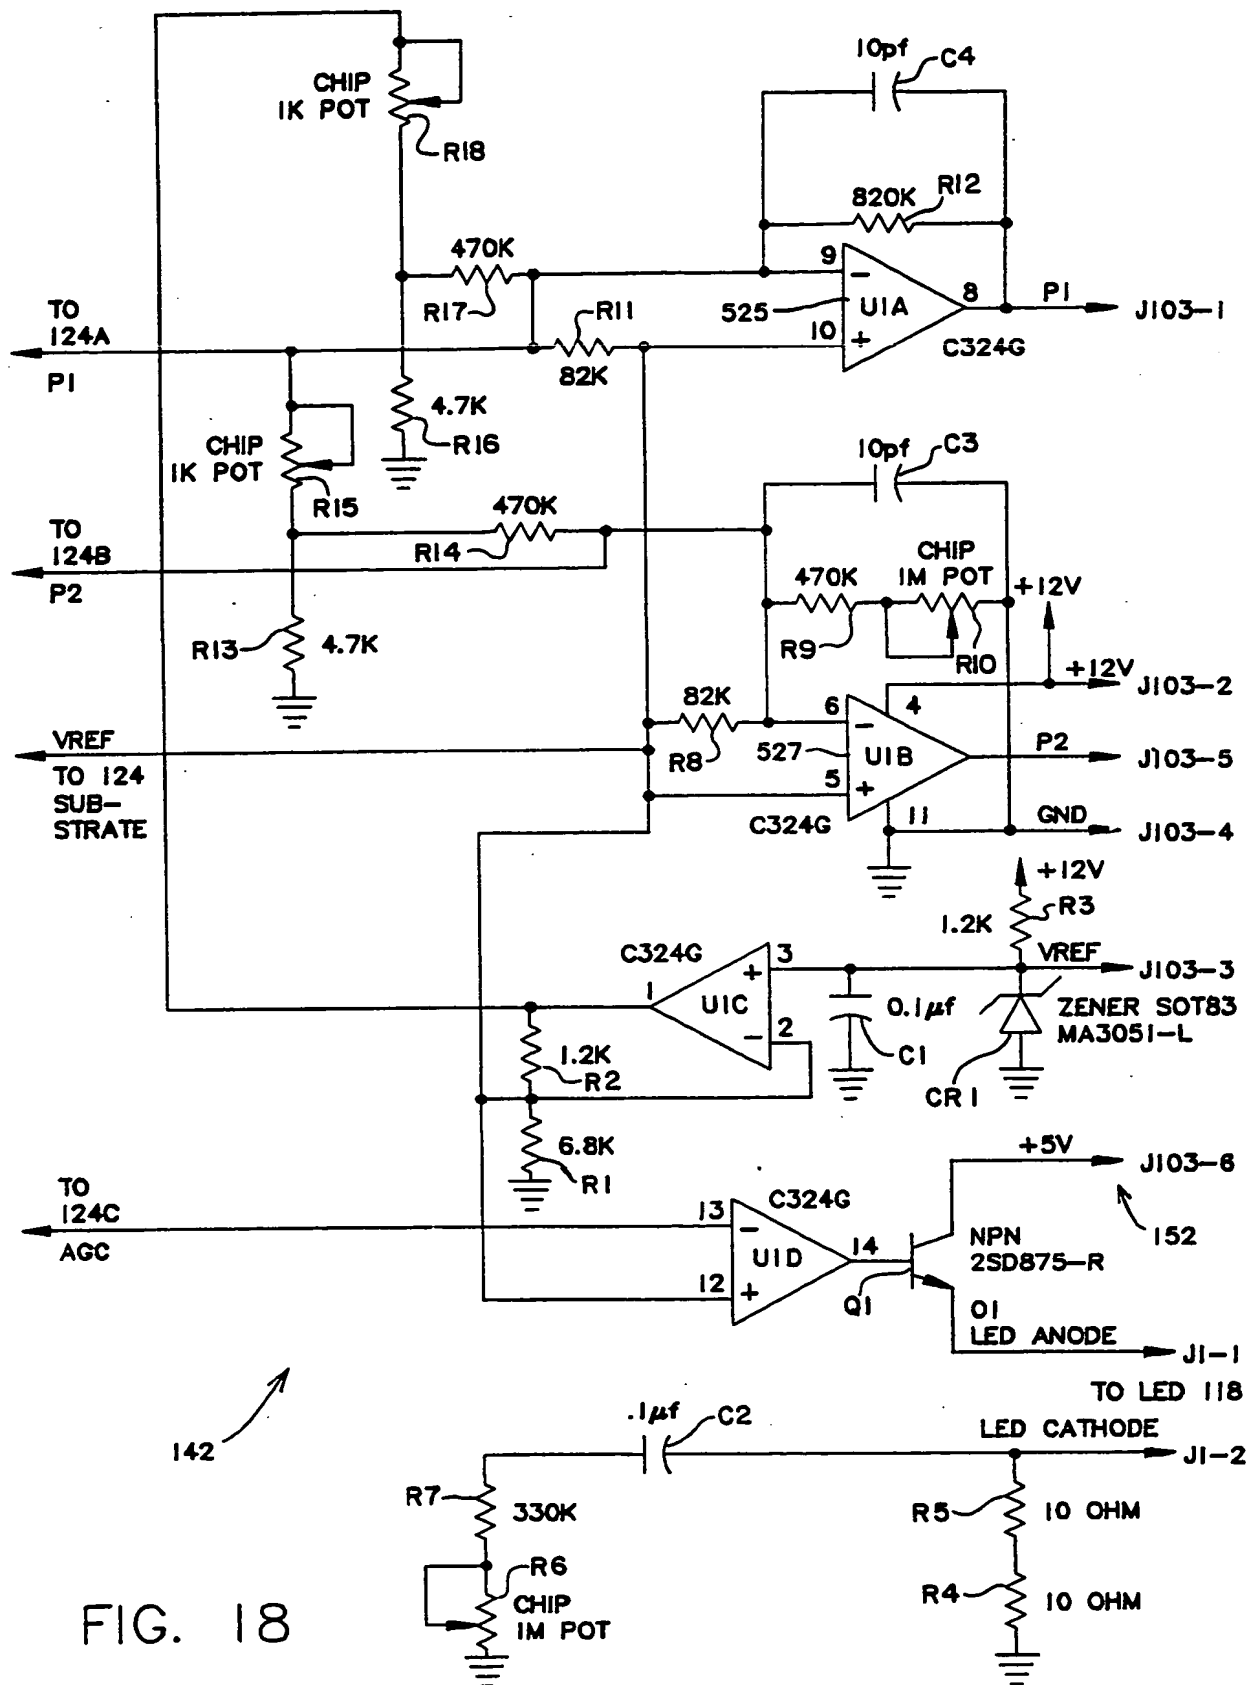 10pf
C4
CHIP
1K POT
R18
820K
R12
470K
R17
R11
82K
9
−
525
U1A
8
P1
J103-1
10
+
C324G
TO
124A
P1
4.7K
R16
CHIP
1K POT
R15
10pf
C3
470K
R14
TO
124B
P2
CHIP
1M POT
470K
R9
R10
+12V
R13
4.7K
+12V
J103-2
82K
R8
6
−
4
527
U1B
P2
J103-5
5
+
11
C324G
GND
J103-4
VREF
TO 124
SUB-
STRATE
+12V
R3
1.2K
C324G
3
+
VREF
J103-3
1
U1C
0.1µf
ZENER SOT83
MA3051-L
2
−
C1
CR1
1.2K
R2
6.8K
R1
+5V
J103-6
TO
124C
AGC
C324G
13
−
152
U1D
14
NPN
2SD875-R
12
+
Q1
01
LED ANODE
J1-1
TO LED 118
142
.1µf
C2
LED CATHODE
J1-2
R7
330K
R5
10 OHM
R6
CHIP
1M POT
R4
10 OHM
FIG. 18